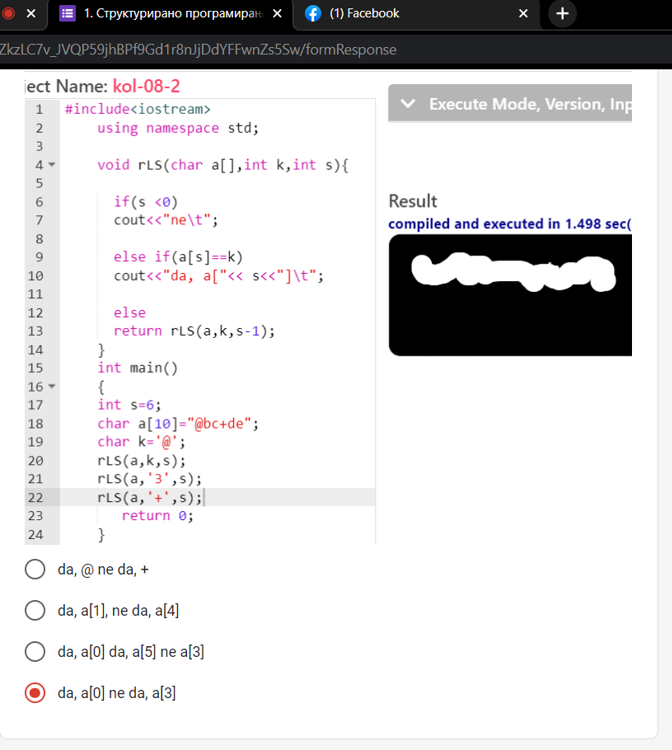 1. Структурирано програмиран
(1) Facebook
ZkzLC7v_JVQP59jhBPf9Gd1r8nJjDdYFFwnZs5Sw/formResponse
ject Name: kol-08-2
Execute Mode, Version, Inp
1 #include<iostream>
2 using namespace std;
3
4 void rLS(char a[],int k,int s){
5
6 if(s <0)
7 cout<<"ne\t";
8
9 else if(a[s]==k)
10 cout<<"da, a["<< s<<"]\t";
11
12 else
13 return rLS(a,k,s-1);
14 }
15 int main()
16 {
17 int s=6;
18 char a[10]="@bc+de";
19 char k='@';
20 rLS(a,k,s);
21 rLS(a,'3',s);
22 rLS(a,'+',s);
23 return 0;
24 }
Result
compiled and executed in 1.498 sec(
da, @ ne da, +
da, a[1], ne da, a[4]
da, a[0] da, a[5] ne a[3]
da, a[0] ne da, a[3]